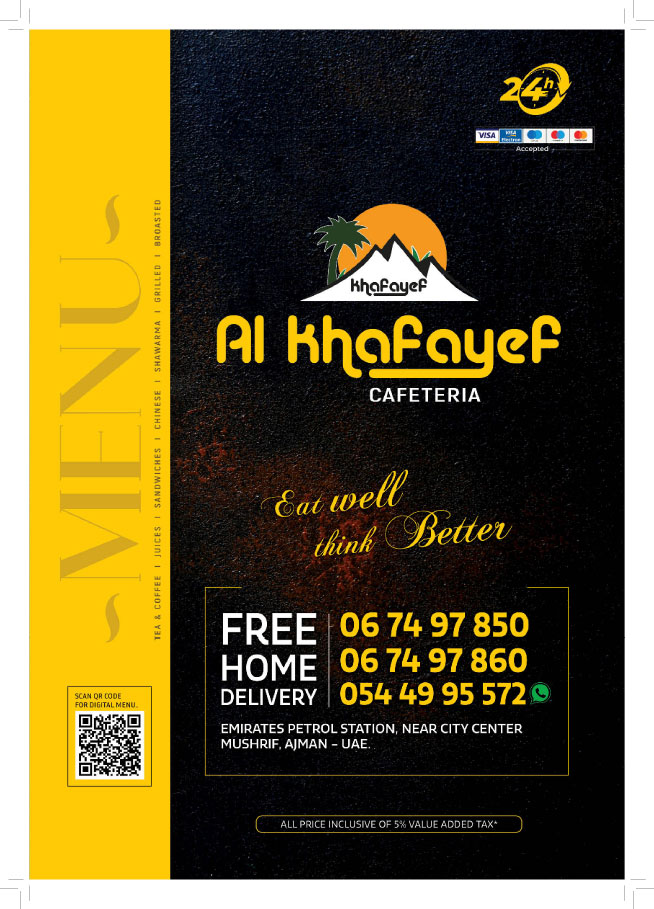 24h
VISA
VISA
Electron
Accepted
khafayef
Al khafayef
CAFETERIA
Eat well
think Better
FREE
HOME
DELIVERY
06 74 97 850
06 74 97 860
054 49 95 572
EMIRATES PETROL STATION, NEAR CITY CENTER
MUSHRIF, AJMAN – UAE.
ALL PRICE INCLUSIVE OF 5% VALUE ADDED TAX*
MENU
TEA & COFFEE I JUICES I SANDWICHES I CHINESE I SHAWARMA I GRILLED I BROASTED
SCAN QR CODE
FOR DIGITAL MENU.